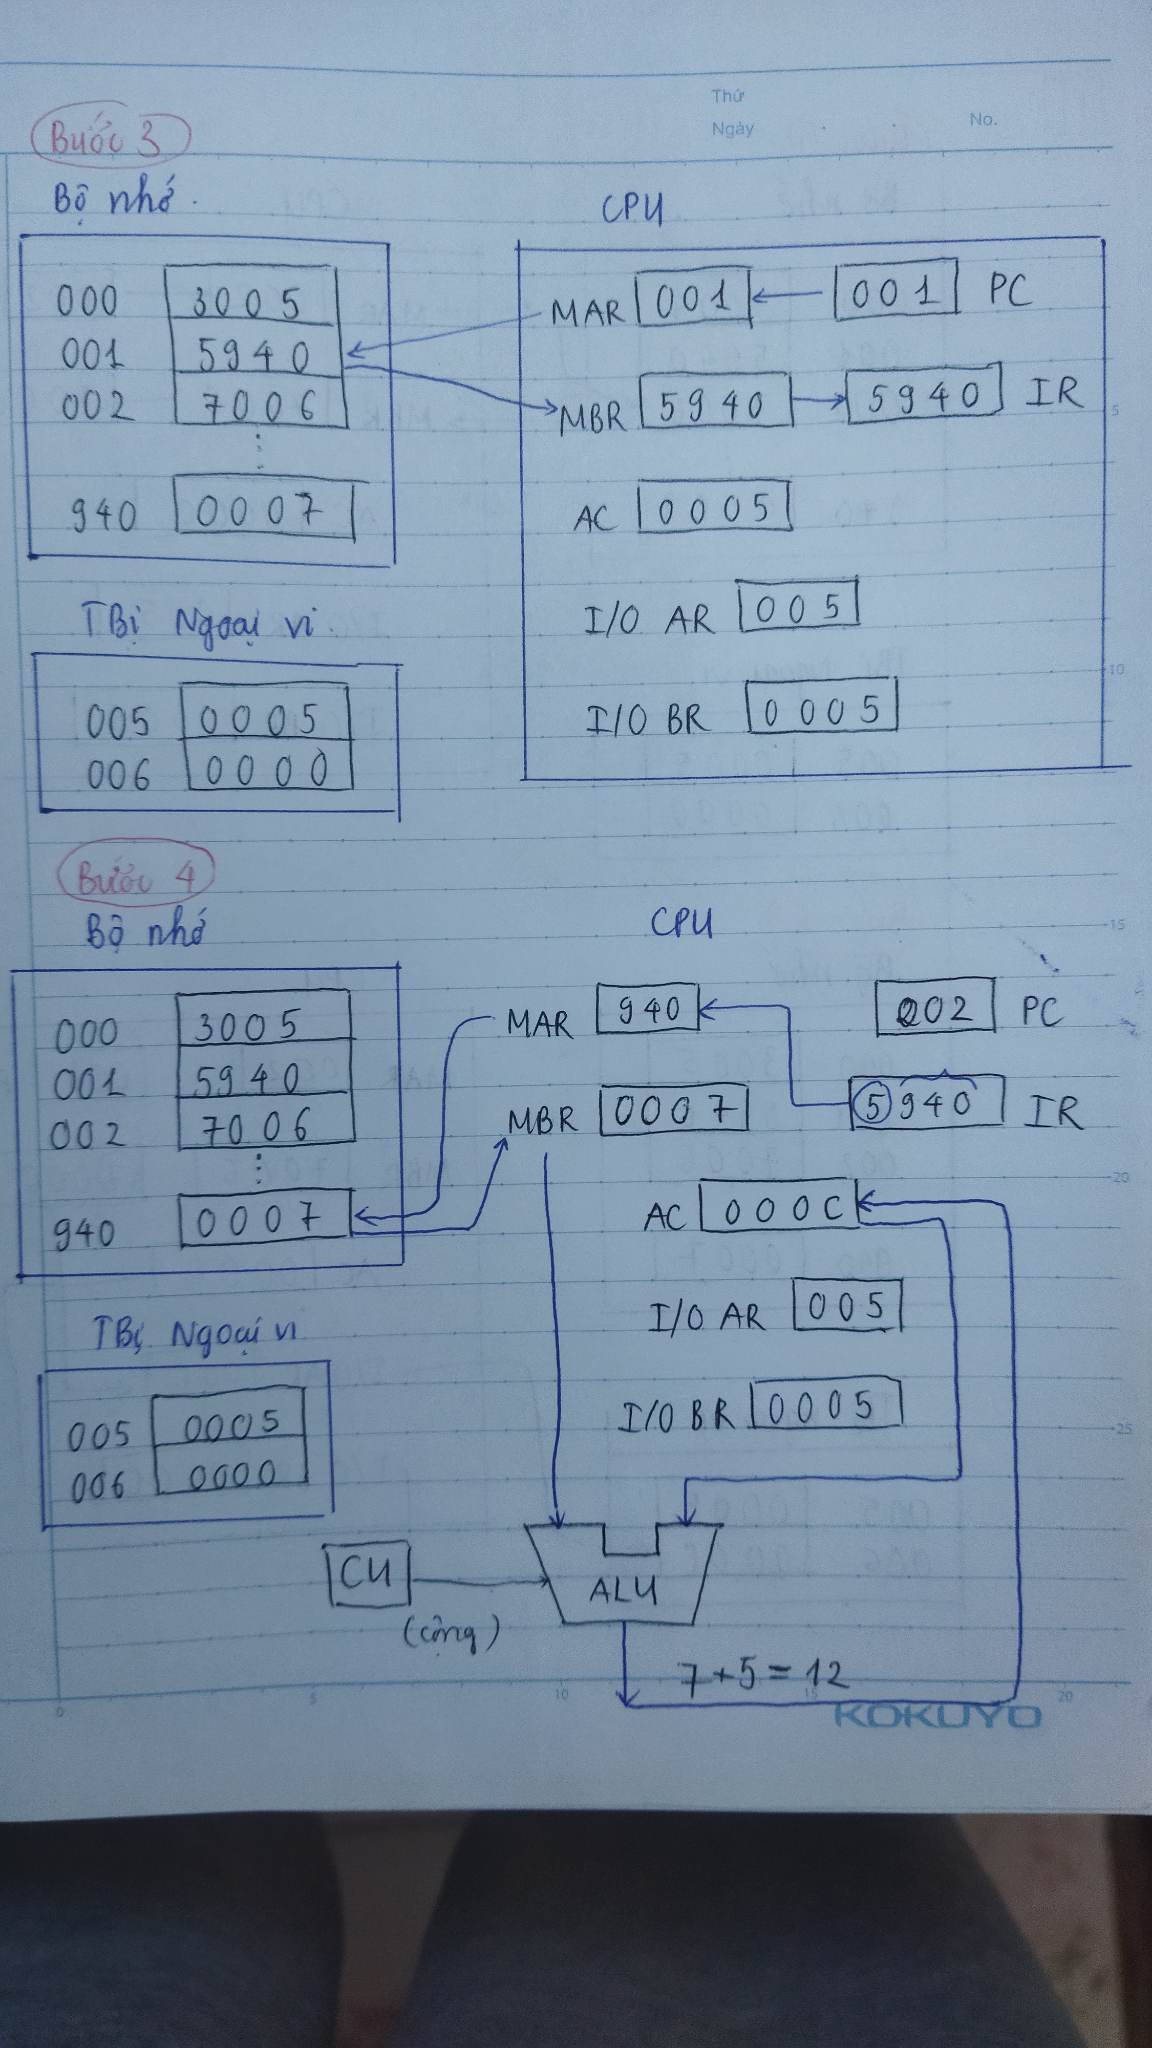 Thứ
Ngày
No.
Bước 3
Bộ nhớ.
CPU
000 3005
MAR 001
001 PC
001 5940
002 7006
MBR 5940
5940 IR
940 0007
AC 0005
I/O AR 005
TBị Ngoại vi.
005 0005
006 0000
I/O BR 0005
5
10
Bước 4
Bộ nhớ
CPU
15
000 3005
MAR 940
002 PC
001 5940
002 7006
MBR 0007
5940 IR
20
940 0007
AC 000C
I/O AR 005
TBị Ngoại vi
I/O BR 0005
25
005 0005
006 0000
CU
(cộng)
ALU
7+5=12
0 5 10 15 20
KOKUYO